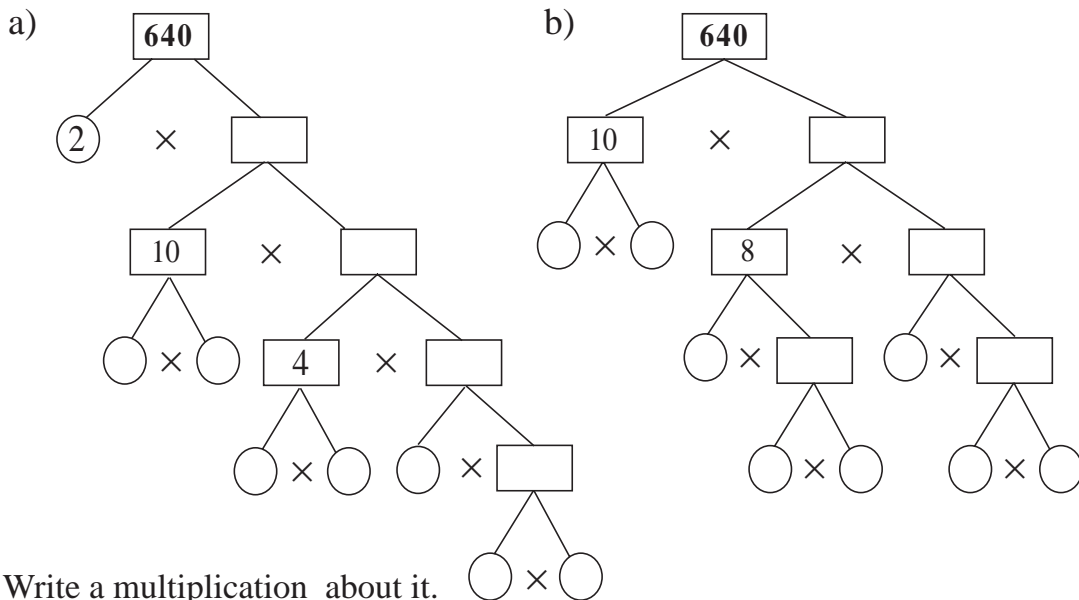 a) 640 b) 640
2 × 10 ×
10 × × 8 ×
× 4 × × ×
× × × ×
Write a multiplication about it. ×